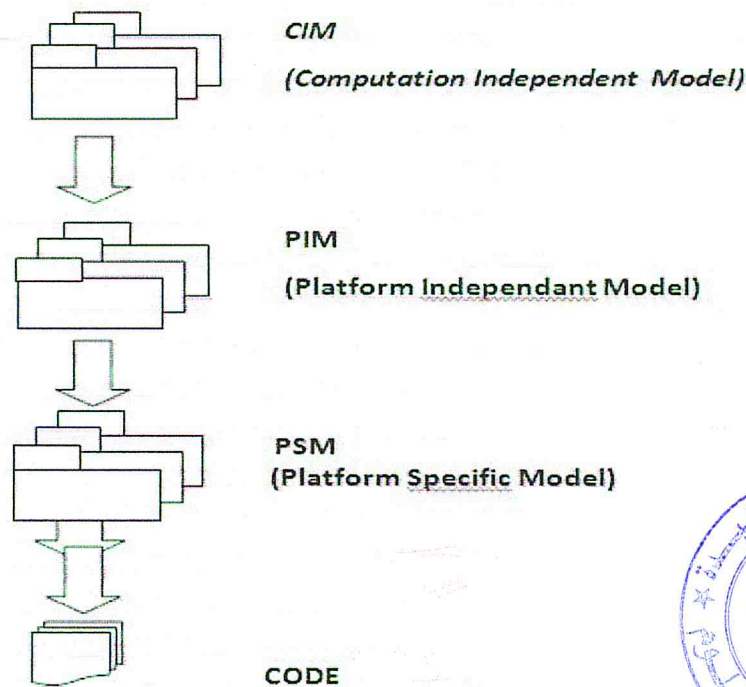 CIM
(Computation Independent Model)
PIM
(Platform Independant Model)
PSM
(Platform Specific Model)
CODE